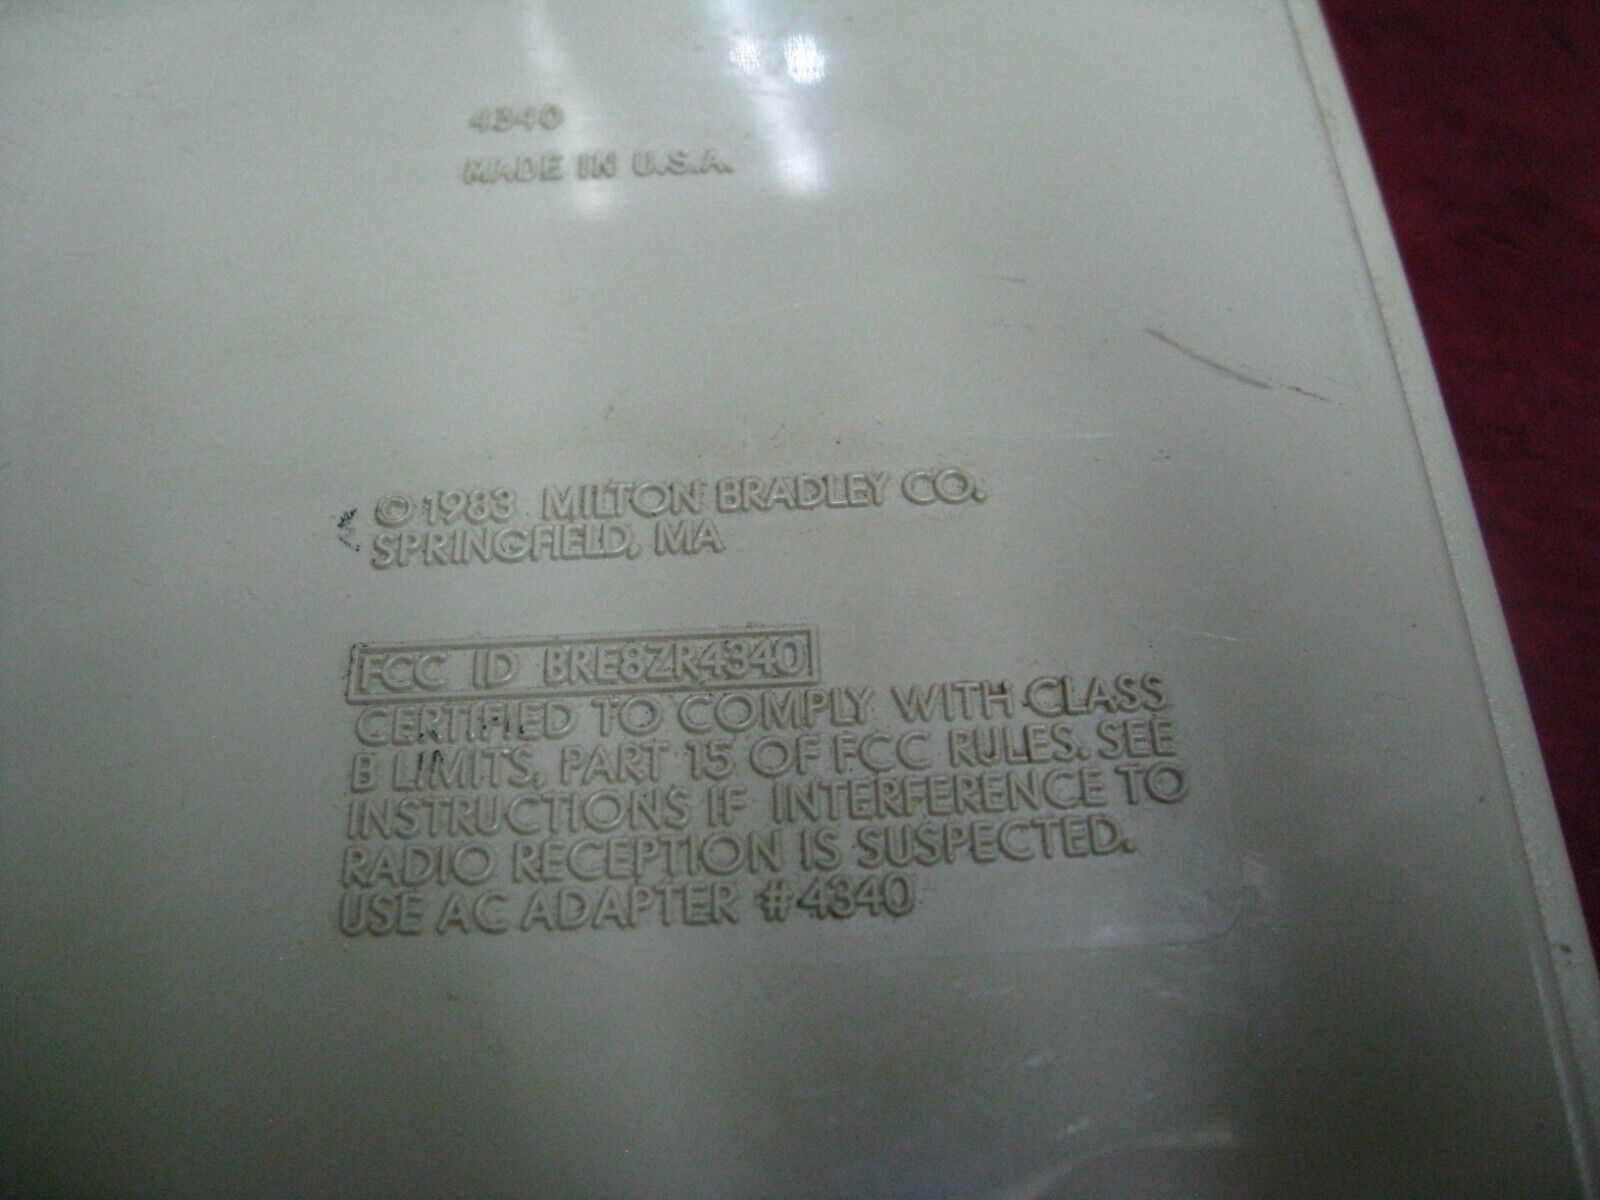 4340
MADE IN U.S.A.
© 1983 MILTON BRADLEY CO.
SPRINGFIELD, MA
FCC ID BRE8ZR4340
CERTIFIED TO COMPLY WITH CLASS
B LIMITS, PART 15 OF FCC RULES. SEE
INSTRUCTIONS IF INTERFERENCE TO
RADIO RECEPTION IS SUSPECTED.
USE AC ADAPTER #4340